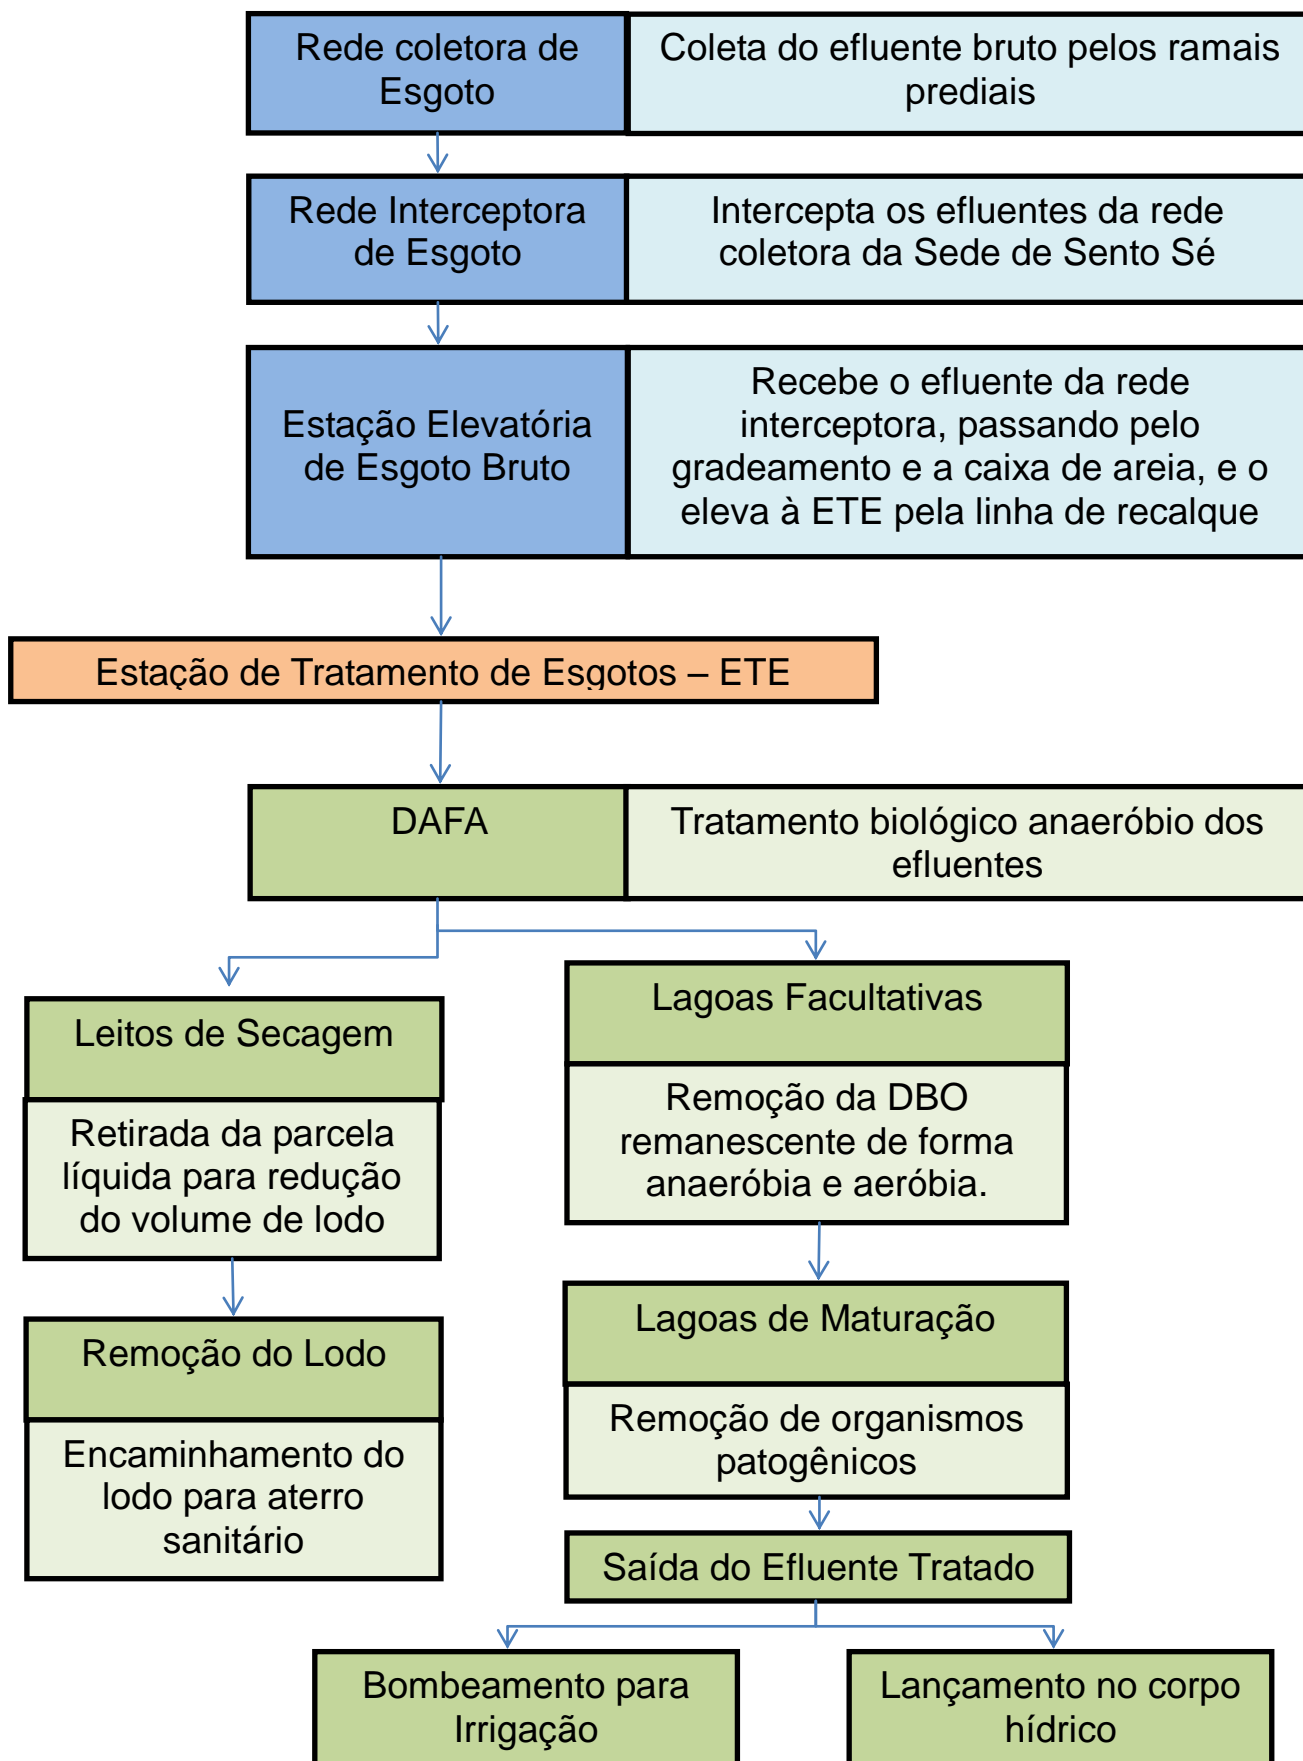 Rede coletora de
Esgoto
Coleta do efluente bruto pelos ramais
prediais
Rede Interceptora
de Esgoto
Intercepta os efluentes da rede
coletora da Sede de Sento Sé
Estação Elevatória
de Esgoto Bruto
Recebe o efluente da rede
interceptora, passando pelo
gradeamento e a caixa de areia, e o
eleva à ETE pela linha de recalque
Estação de Tratamento de Esgotos – ETE
DAFA
Tratamento biológico anaeróbio dos
efluentes
Leitos de Secagem
Retirada da parcela
líquida para redução
do volume de lodo
Remoção do Lodo
Encaminhamento do
lodo para aterro
sanitário
Lagoas Facultativas
Remoção da DBO
remanescente de forma
anaeróbia e aeróbia.
Lagoas de Maturação
Remoção de organismos
patogênicos
Saída do Efluente Tratado
Bombeamento para
Irrigação
Lançamento no corpo
hídrico